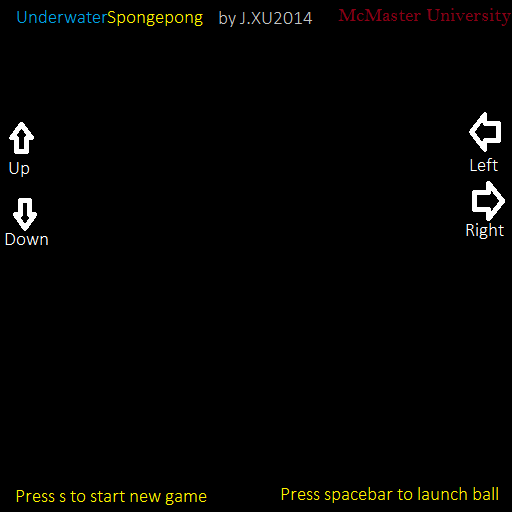 UnderwaterSpongepong by J.XU2014 McMaster University
Up
Left
Down
Right
Press s to start new game
Press spacebar to launch ball